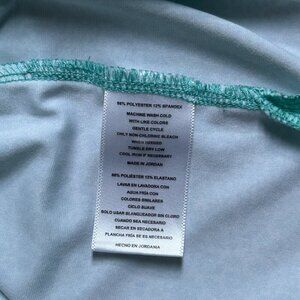 88% POLYESTER 12% SPANDEX
MACHINE WASH COLD
WITH LIKE COLORS
GENTLE CYCLE
ONLY NON-CHLORINE BLEACH
WHEN NEEDED
TUMBLE DRY LOW
COOL IRON IF NECESSARY
MADE IN JORDAN
88% POLIÉSTER 12% ELASTANO
LAVAR EN LAVADORA CON
AGUA FRÍA CON
COLORES SIMILARES
CICLO SUAVE
SOLO USAR BLANQUEADOR SIN CLORO
CUANDO SEA NECESARIO
SECAR EN SECADORA A
PLANCHA FRÍA SI ES NECESARIO
HECHO EN JORDANIA